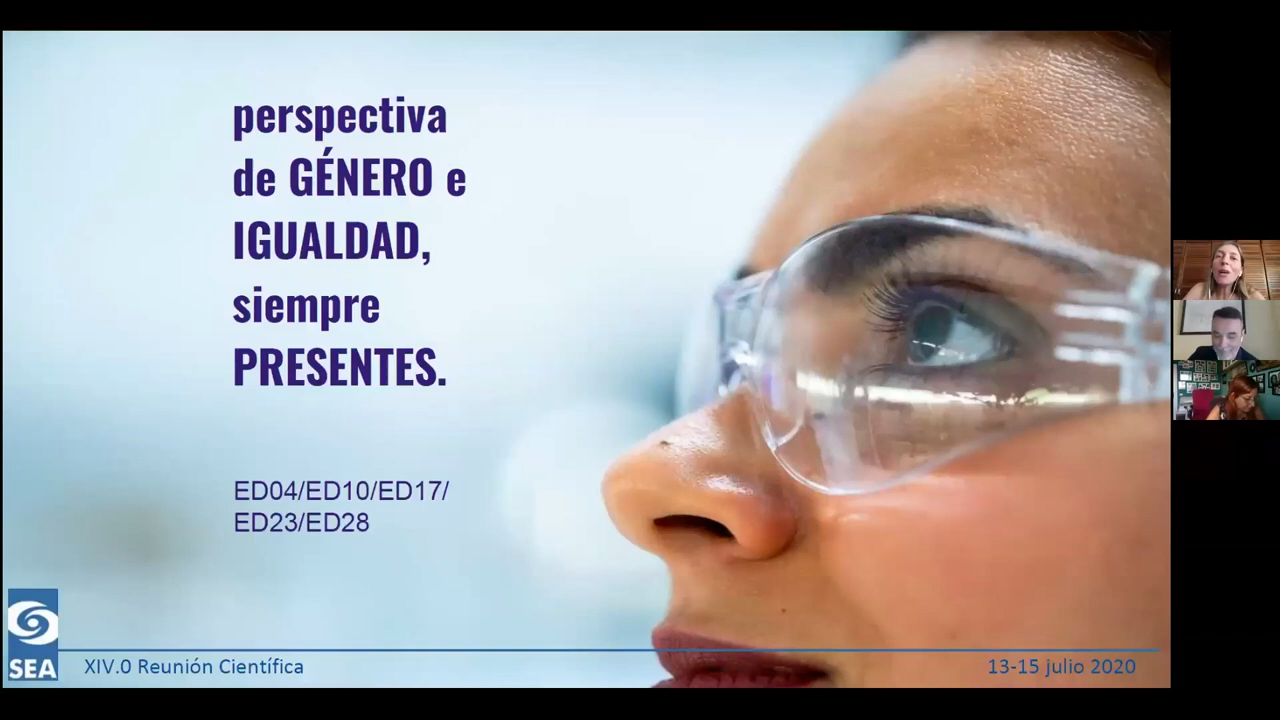 perspectiva
de GÉNERO e
IGUALDAD,
siempre
PRESENTES.
ED04/ED10/ED17/
ED23/ED28
SEA
XIV.0 Reunión Científica
13-15 julio 2020